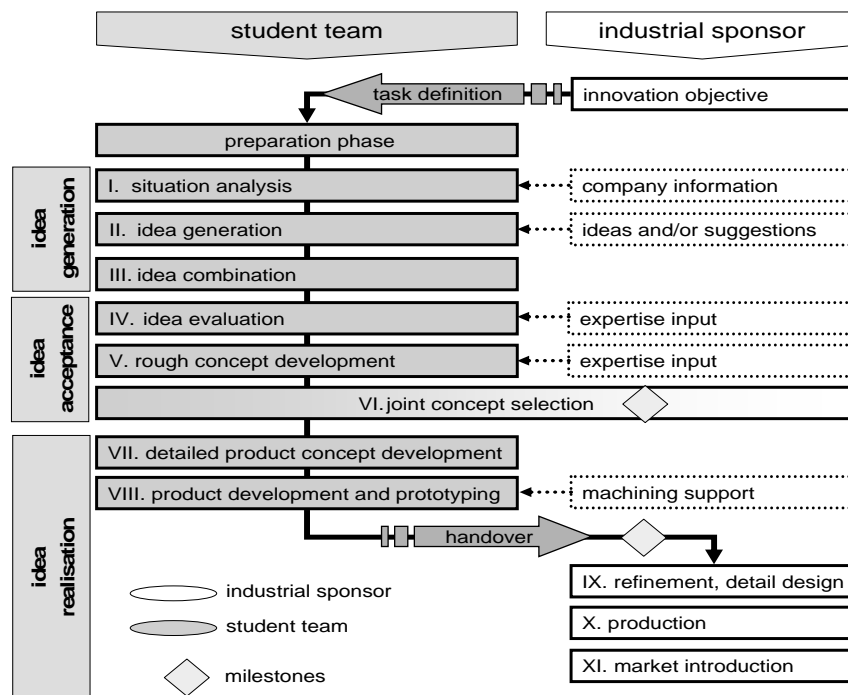 student team
industrial sponsor
task definition
innovation objective
preparation phase
idea
generation
I. situation analysis
company information
II. idea generation
ideas and/or suggestions
III. idea combination
idea
acceptance
IV. idea evaluation
expertise input
V. rough concept development
expertise input
VI. joint concept selection
idea
realisation
VII. detailed product concept development
VIII. product development and prototyping
machining support
handover
IX. refinement, detail design
X. production
XI. market introduction
industrial sponsor
student team
milestones